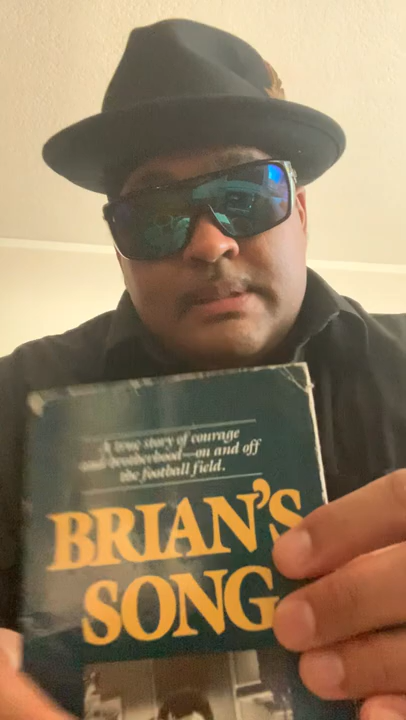 A true story of courage
and brotherhood—on and off
the football field.
BRIAN'S
SONG